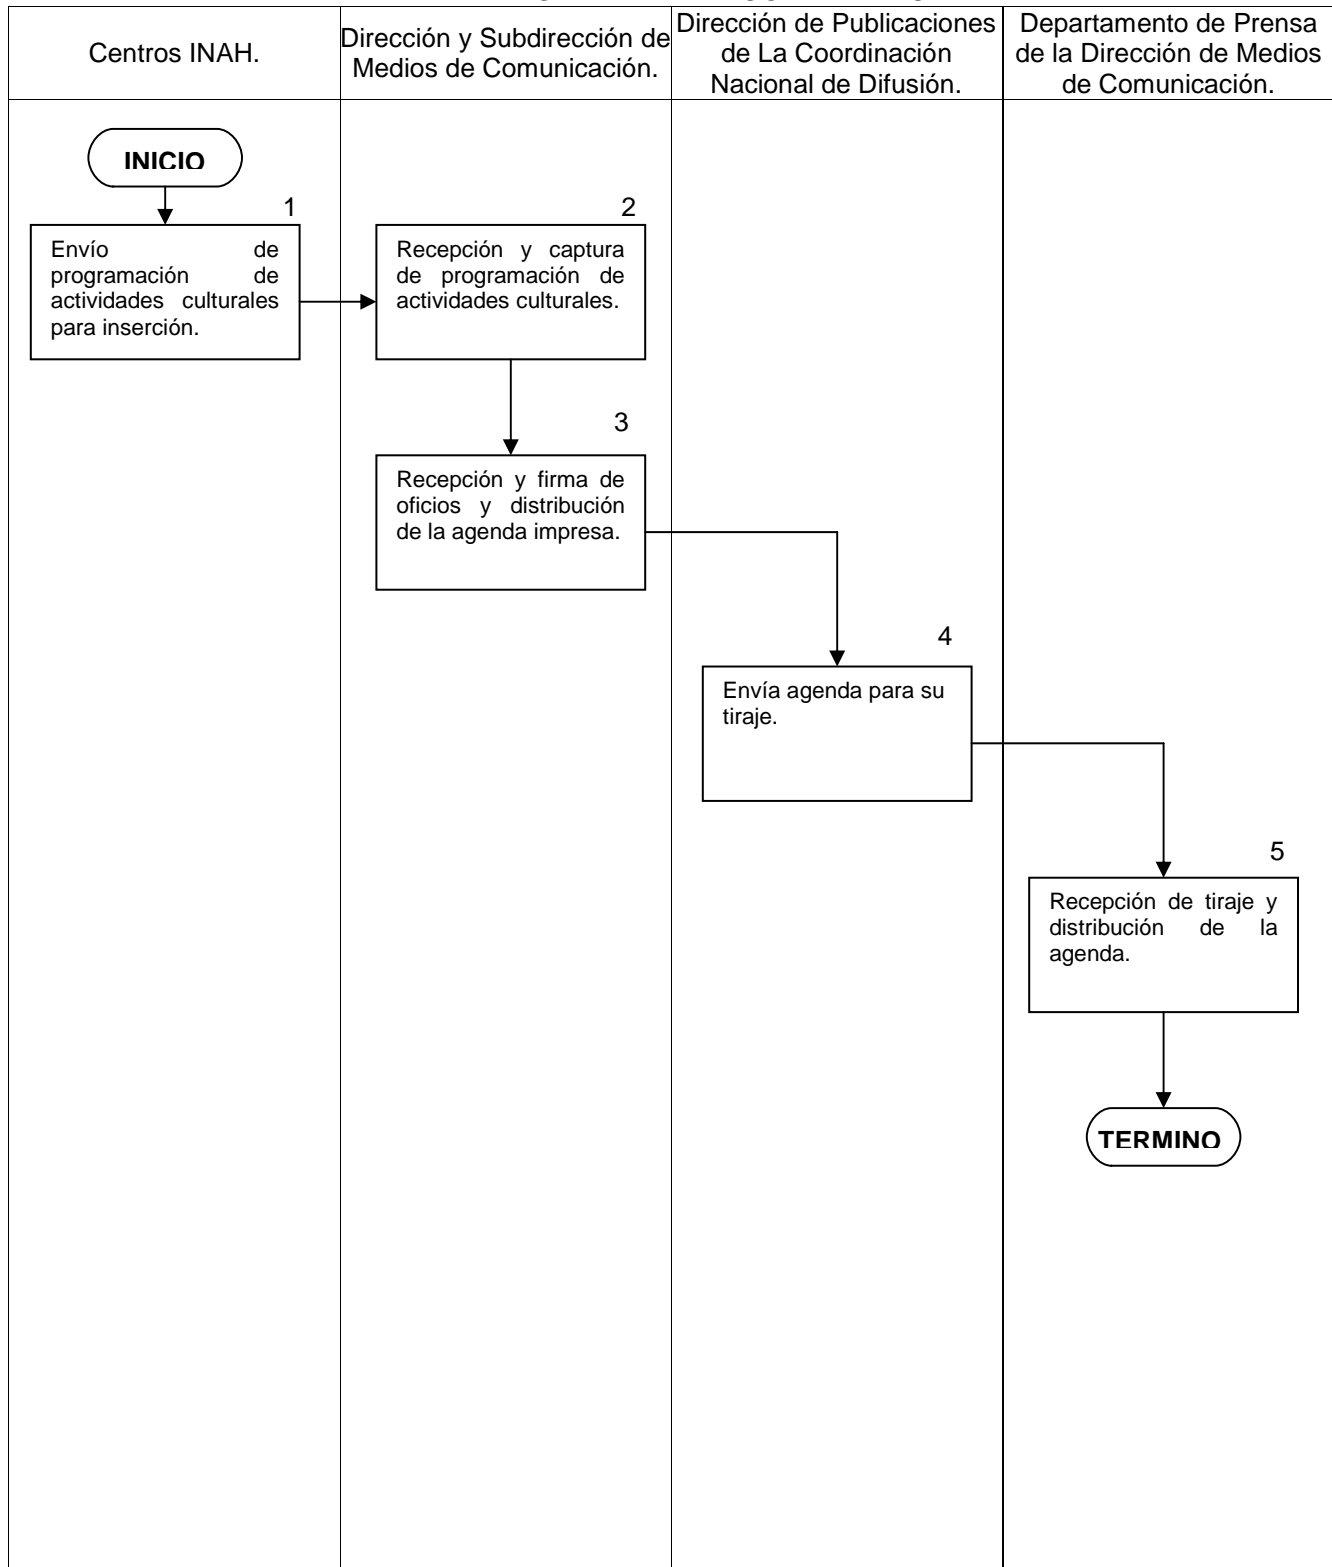 Centros INAH.
Dirección y Subdirección de
Medios de Comunicación.
Dirección de Publicaciones
de La Coordinación
Nacional de Difusión.
Departamento de Prensa
de la Dirección de Medios
de Comunicación.
INICIO
1
Envío de
programación de
actividades culturales
para inserción.
2
Recepción y captura
de programación de
actividades culturales.
3
Recepción y firma de
oficios y distribución
de la agenda impresa.
4
Envía agenda para su
tiraje.
5
Recepción de tiraje y
distribución de la
agenda.
TERMINO